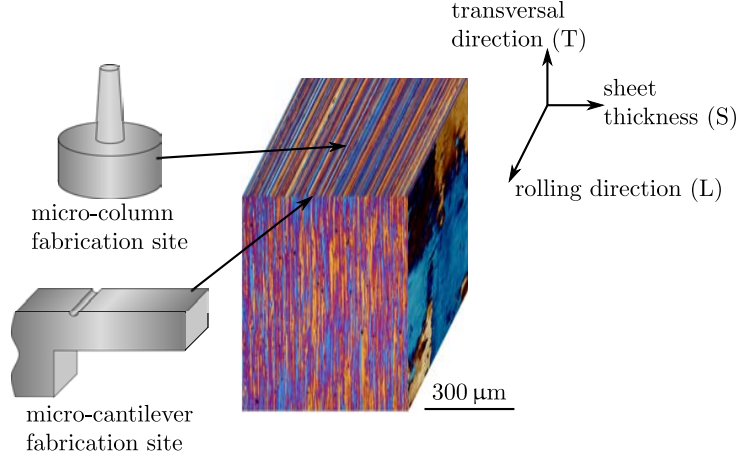 transversal
direction (T)
sheet
thickness (S)
rolling direction (L)
micro-column
fabrication site
micro-cantilever
fabrication site
300 µm